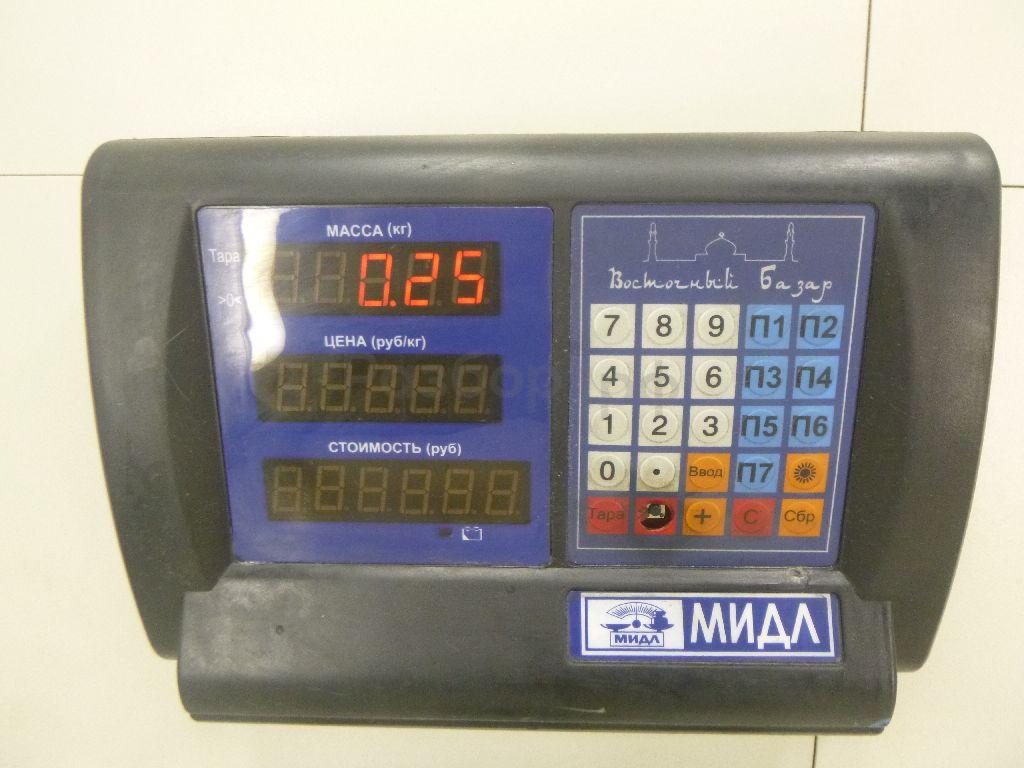 МАССА (кг)
Тара
0.25
>0<
ЦЕНА (руб/кг)
СТОИМОСТЬ (руб)
Восточный Базар
7 8 9 П1 П2
4 5 6 П3 П4
1 2 3 П5 П6
0 • Ввод П7
Тара + С Сбр
МИДЛ
МИДЛ